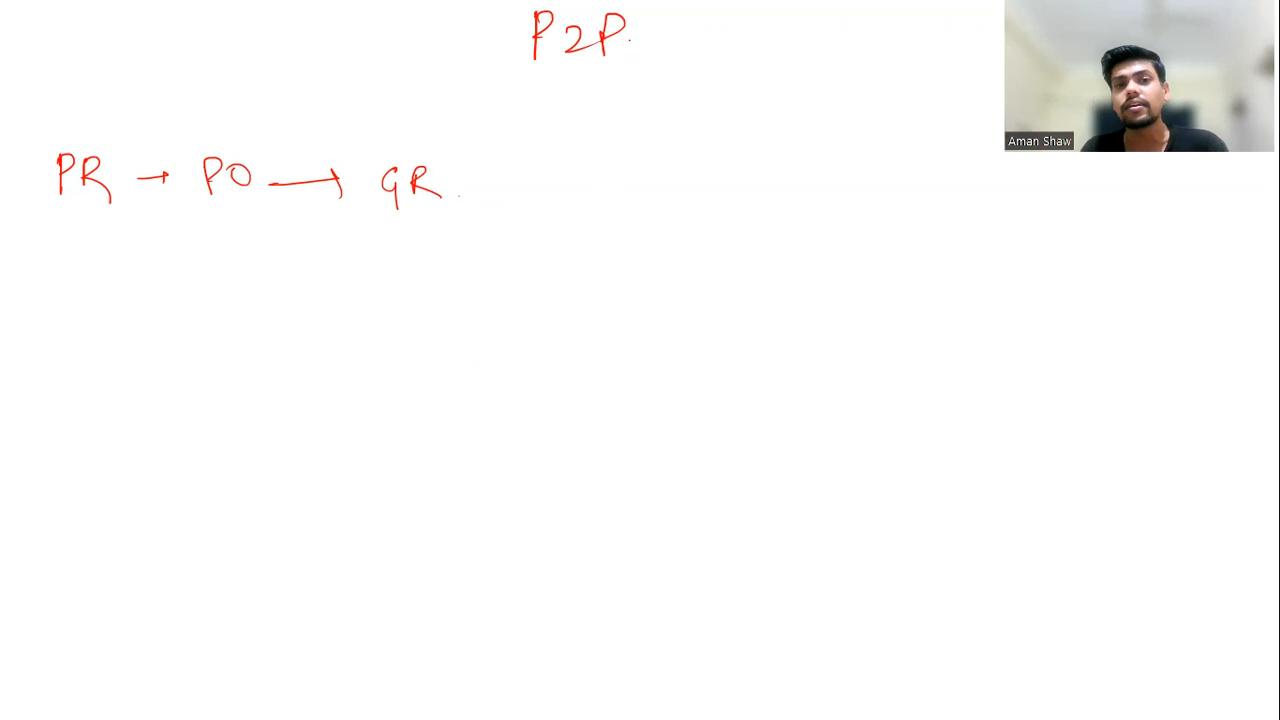 P2P
Aman Shaw
PR → PO → GR